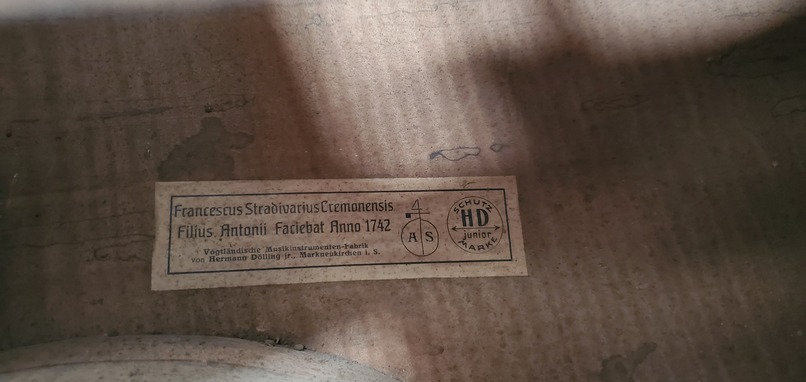 Francescus Stradivarius Cremonensis
Filius Antonii Faciebat Anno 1742
Vogtländische Musikinstrumenten-Fabrik
von Hermann Dölling jr., Markneukirchen i. S.
A S
SCHUTZ
HD
junior
MARKE